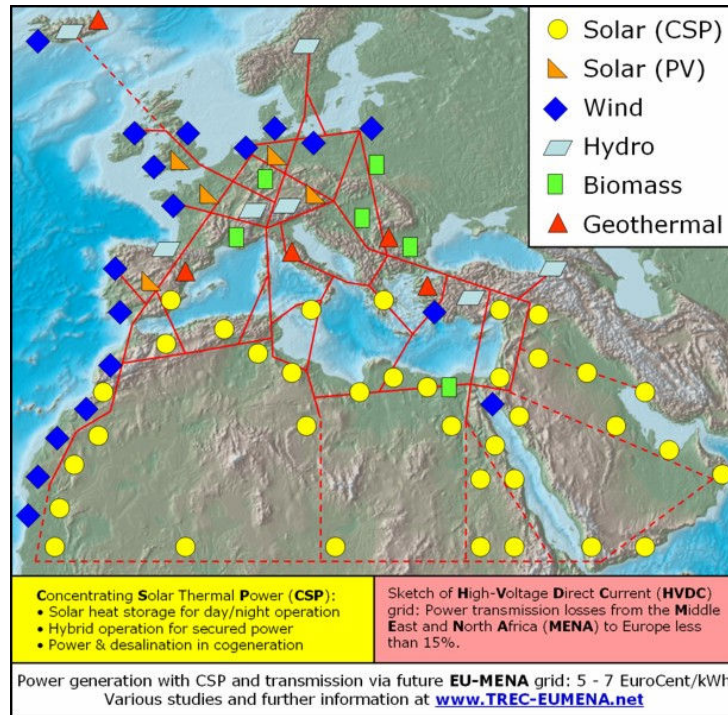 Solar (CSP)
Solar (PV)
Wind
Hydro
Biomass
Geothermal
Concentrating Solar Thermal Power (CSP):
• Solar heat storage for day/night operation
• Hybrid operation for secured power
• Power & desalination in cogeneration
Sketch of High-Voltage Direct Current (HVDC)
grid: Power transmission losses from the Middle
East and North Africa (MENA) to Europe less
than 15%.
Power generation with CSP and transmission via future EU-MENA grid: 5 - 7 EuroCent/kWh
Various studies and further information at www.TREC-EUMENA.net